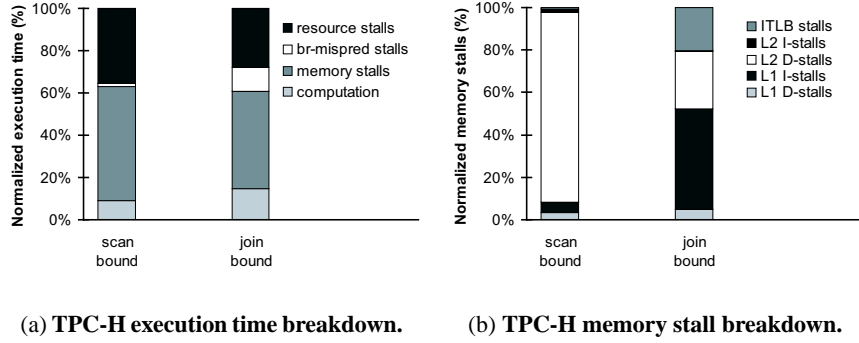 Normalized execution time (%)
100%
80%
60%
40%
20%
0%
scan
bound
join
bound
resource stalls
br-mispred stalls
memory stalls
computation
(a) TPC-H execution time breakdown.
Normalized memory stalls (%)
100%
80%
60%
40%
20%
0%
scan
bound
join
bound
ITLB stalls
L2 I-stalls
L2 D-stalls
L1 I-stalls
L1 D-stalls
(b) TPC-H memory stall breakdown.